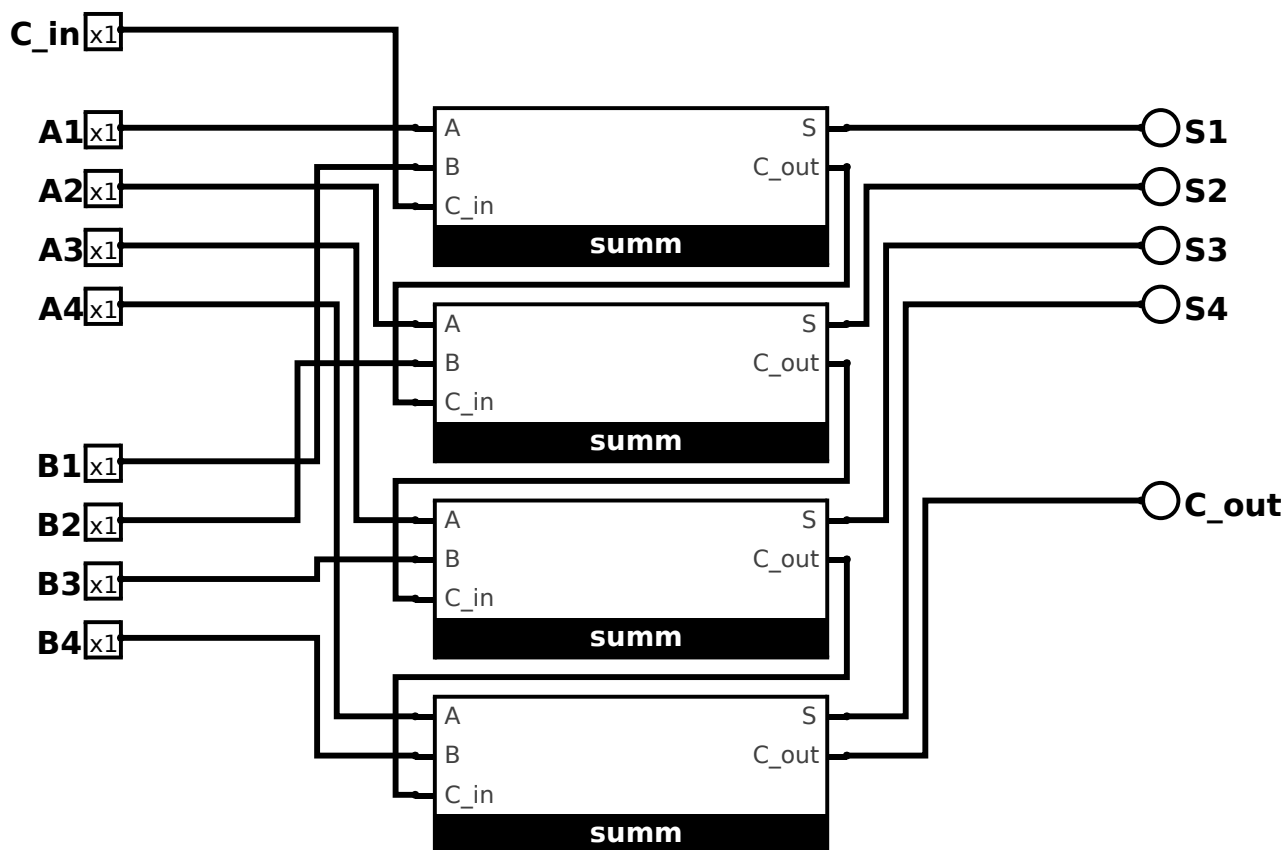 C_in x1
A1 x1 A S S1
B C_out
A2 x1 S2
C_in
A3 x1 summ S3
A4 x1 S4
A S
B C_out
C_in
summ
B1 x1
C_out
B2 x1 A S
B3 x1 B C_out
C_in
B4 x1 summ
A S
B C_out
C_in
summ